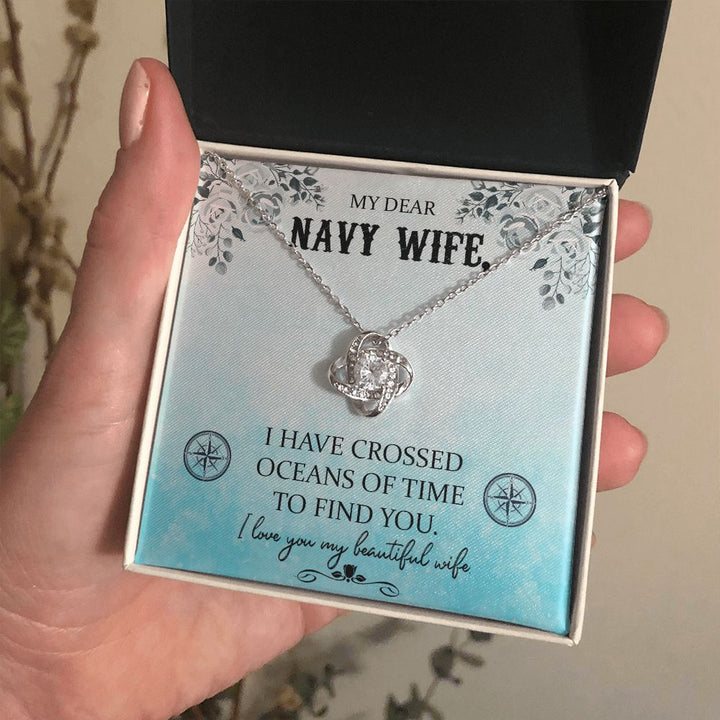 MY DEAR
NAVY WIFE,
I HAVE CROSSED
OCEANS OF TIME
TO FIND YOU.
I love you my beautiful wife